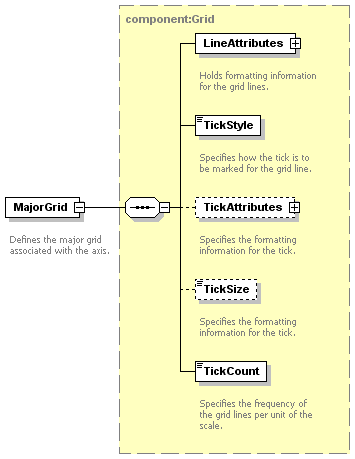 component:Grid
LineAttributes
Holds formatting information
for the grid lines.
TickStyle
Specifies how the tick is to
be marked for the grid line.
MajorGrid
Defines the major grid
associated with the axis.
TickAttributes
Specifies the formatting
information for the tick.
TickSize
Specifies the formatting
information for the tick.
TickCount
Specifies the frequency of
the grid lines per unit of the
scale.